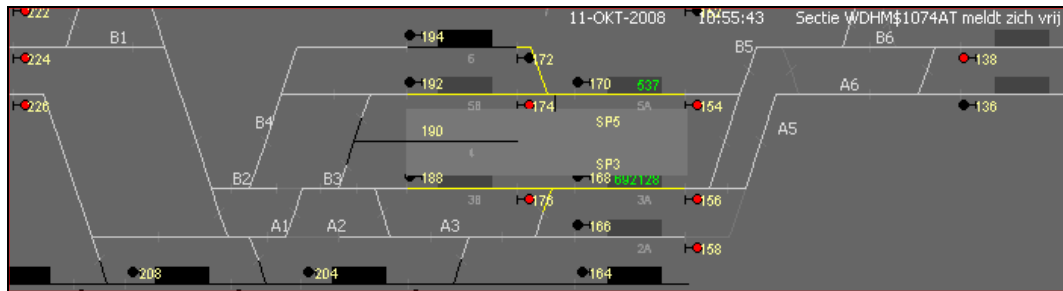 222 11-OKT-2008 10:55:43 Sectie WDHM$1074AT meldt zich vrij
B1 194 B5 B6
224 6 172 138
192 170 537 A6
226 5B 174 5A 154 136
B4 190 SP5 A5
4 SP3
B2 B3 188 168 692128
3B 176 3A 156
A1 A2 A3 166
2A 158
208 204 164